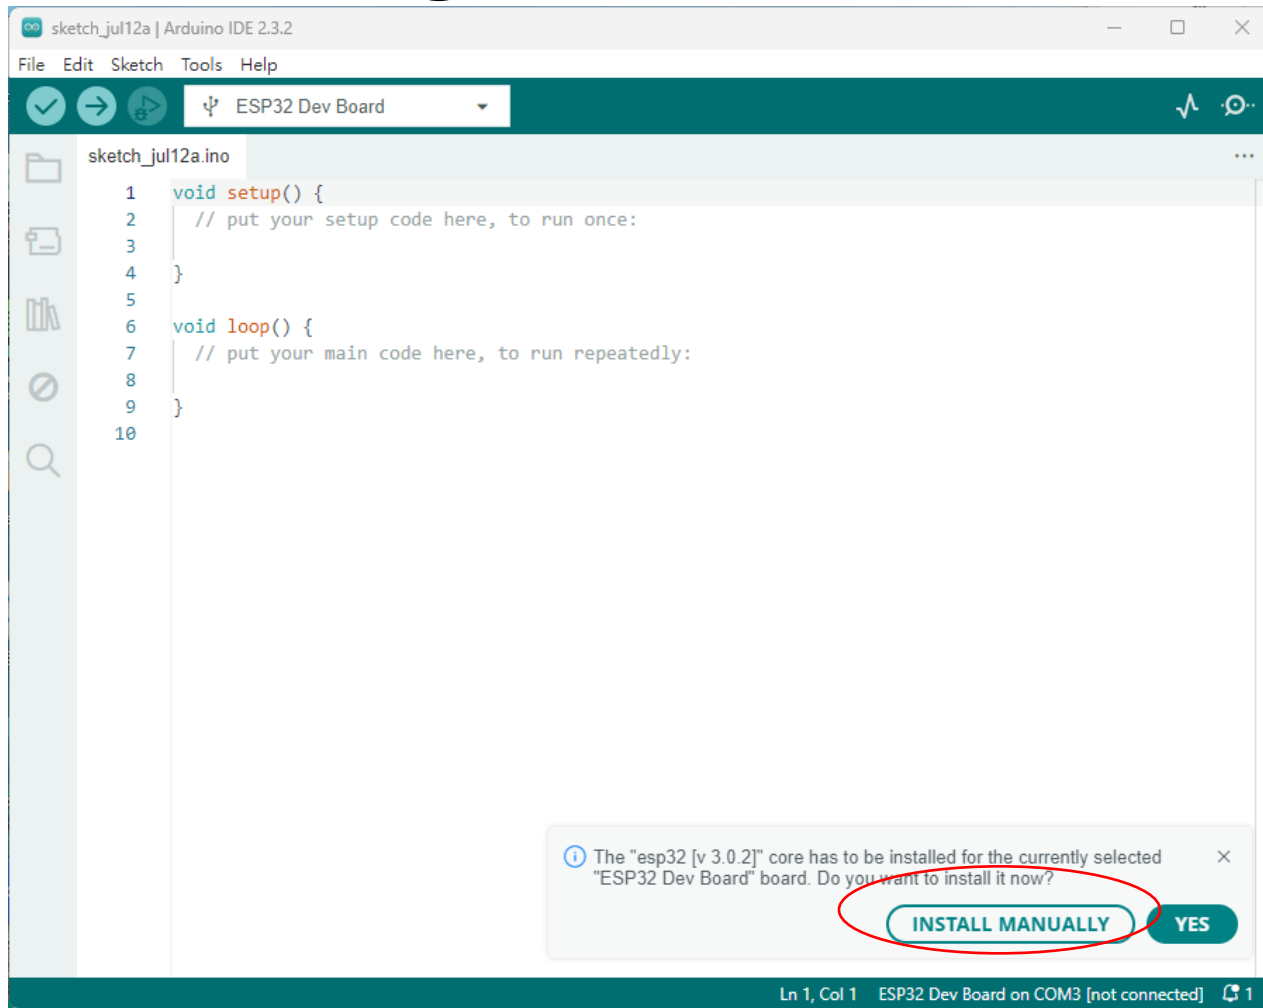 sketch_jul12a | Arduino IDE 2.3.2
File Edit Sketch Tools Help
ESP32 Dev Board
sketch_jul12a.ino
1 void setup() {
2   // put your setup code here, to run once:
3
4 }
5
6 void loop() {
7   // put your main code here, to run repeatedly:
8
9 }
10
The "esp32 [v 3.0.2]" core has to be installed for the currently selected
"ESP32 Dev Board" board. Do you want to install it now?
INSTALL MANUALLY YES
Ln 1, Col 1 ESP32 Dev Board on COM3 [not connected] 1